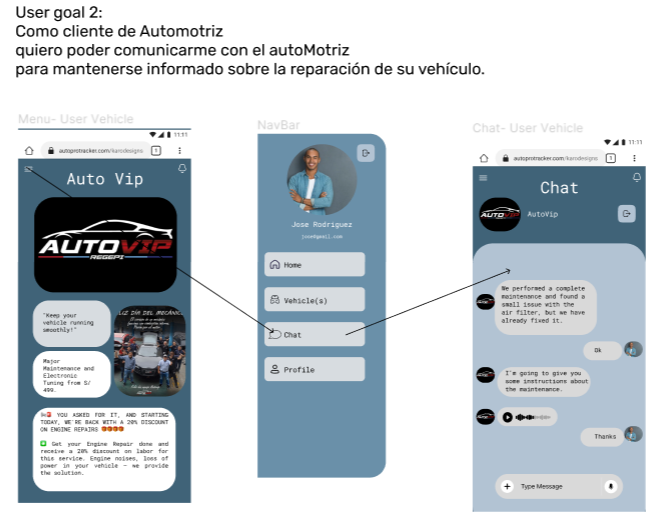 User goal 2:
Como cliente de Automotriz
quiero poder comunicarme con el autoMotriz
para mantenerse informado sobre la reparación de su vehículo.
Menu- User Vehicle
11:11
autoprotracker.com/karodesigns
1
Auto Vip
AUTOVIP
REGEPI
"Keep your
vehicle running
smoothly!"
LIZ DÍA DEL MECÁNIC
Major
Maintenance and
Electronic
Tuning from S/
499.
YOU ASKED FOR IT, AND STARTING
TODAY, WE'RE BACK WITH A 20% DISCOUNT
ON ENGINE REPAIRS
Get your Engine Repair done and
receive a 20% discount on labor for
this service. Engine noises, loss of
power in your vehicle – we provide
the solution.
NavBar
Jose Rodriguez
jose@gmail.com
Home
Vehicle(s)
Chat
Profile
Chat- User Vehicle
11:11
autoprotracker.com/karodesigns
1
Chat
AUTOVIP
AutoVip
We performed a complete
maintenance and found a
small issue with the
air filter, but we have
already fixed it.
Ok
I'm going to give you
some instructions about
the maintenance.
Thanks
Type Message